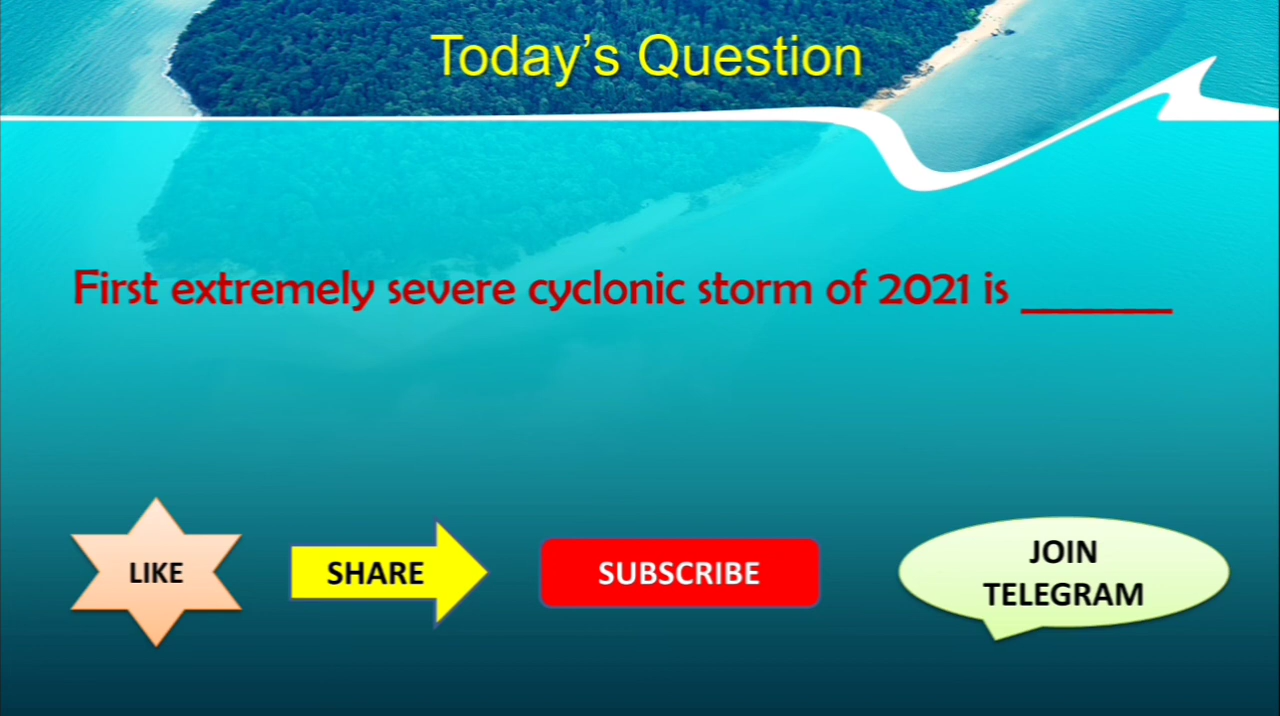 Today's Question
First extremely severe cyclonic storm of 2021 is _______
LIKE
SHARE
SUBSCRIBE
JOIN
TELEGRAM